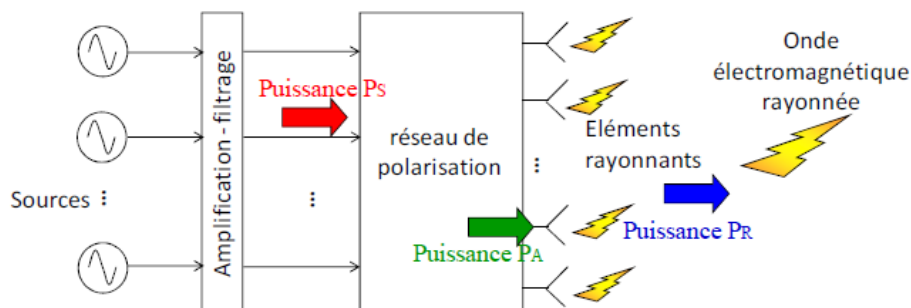 Sources ⋮
Amplification - filtrage
Puissance PS
⋮
réseau de
polarisation
Puissance PA
Eléments
rayonnants
⋮
Puissance PR
Onde
électromagnétique
rayonnée